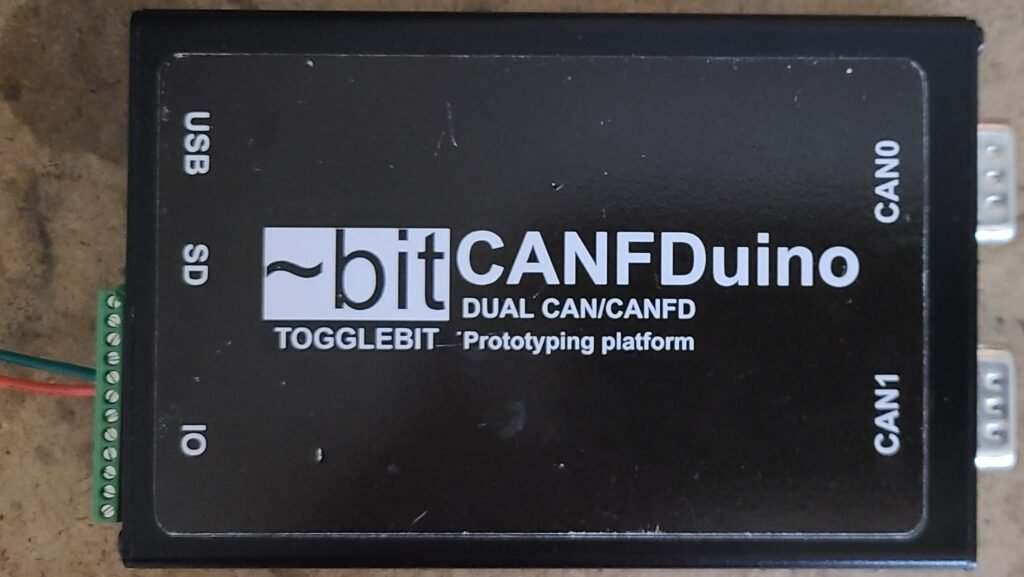 USB
SD
IO
~bit
TOGGLEBIT
CANFDuino
DUAL CAN/CANFD
Prototyping platform
CAN0
CAN1